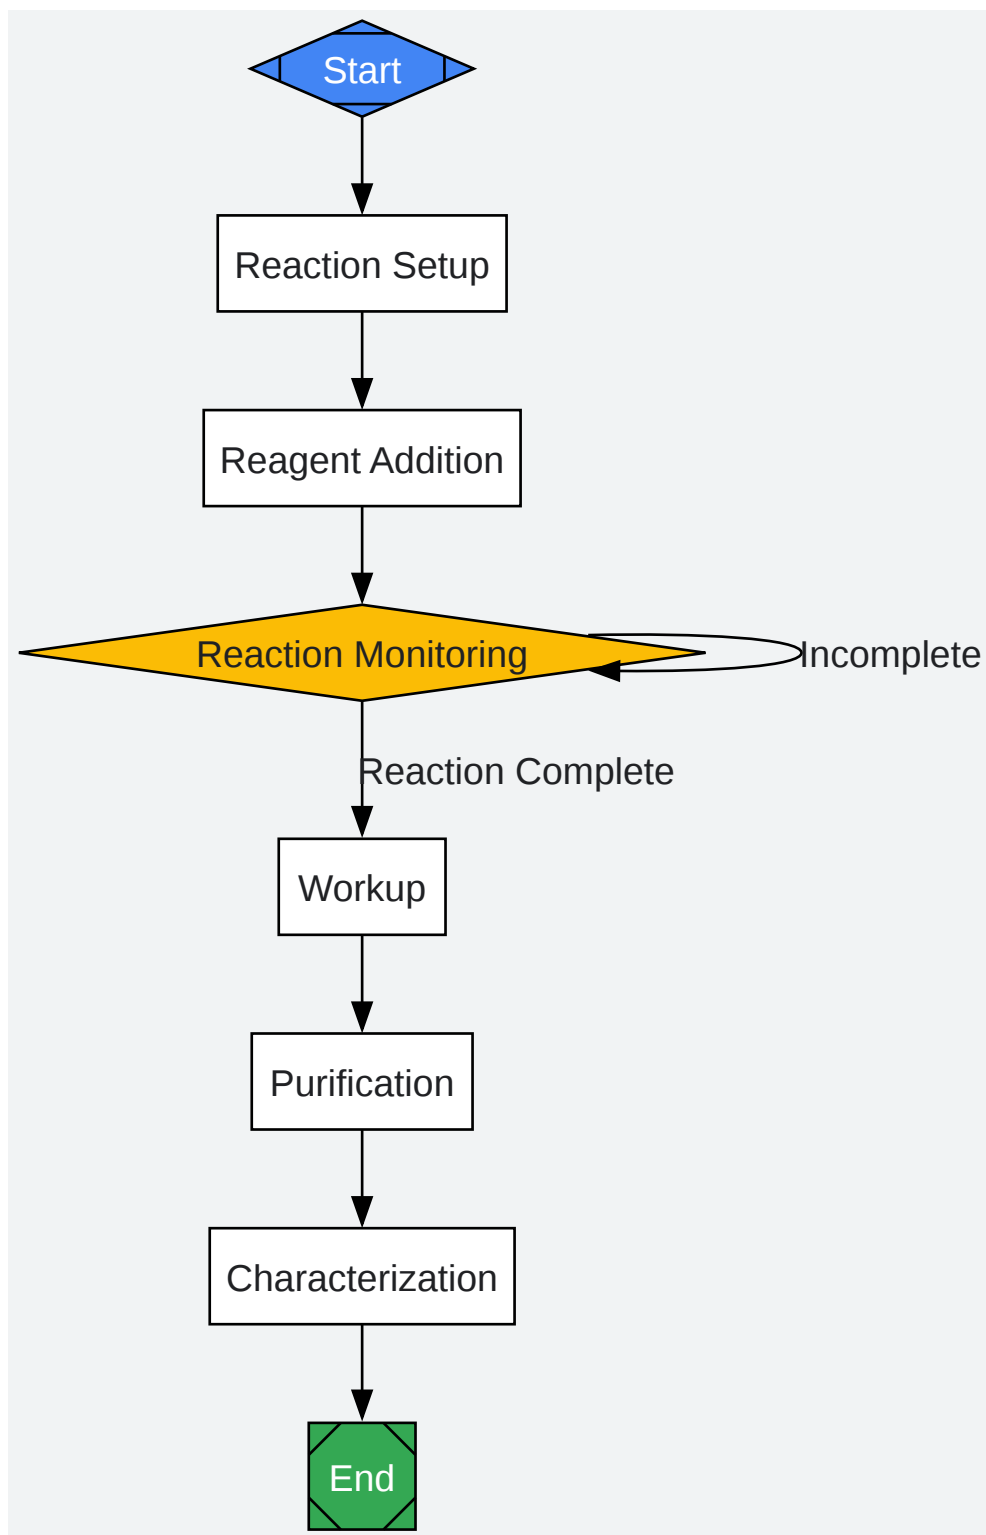 Start
Reaction Setup
Reagent Addition
Reaction Monitoring
Incomplete
Reaction Complete
Workup
Purification
Characterization
End